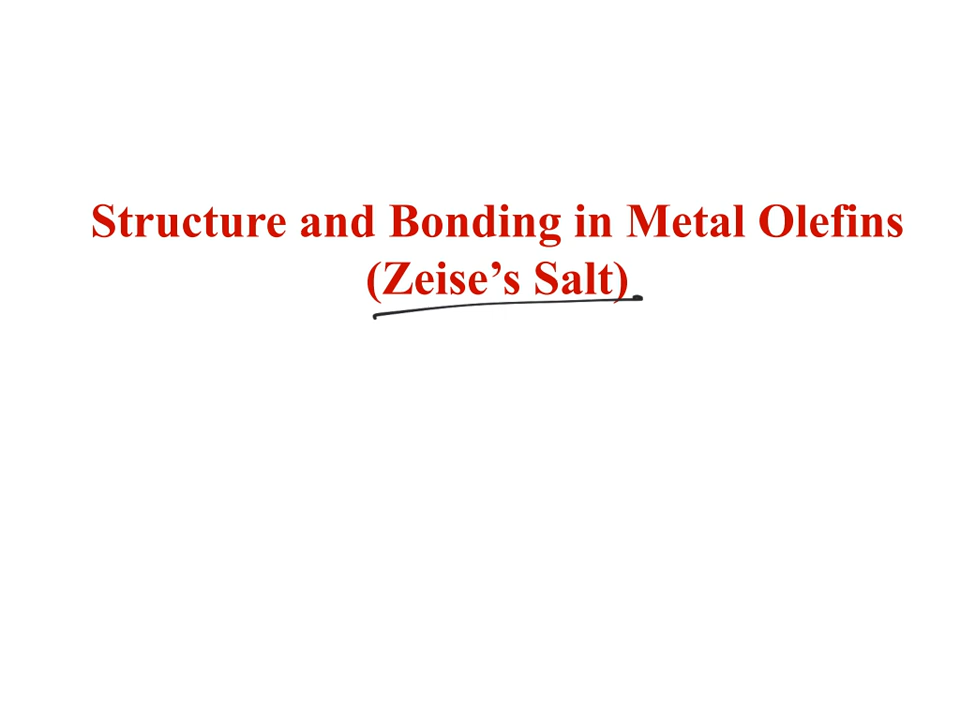 Structure and Bonding in Metal Olefins
(Zeise’s Salt)